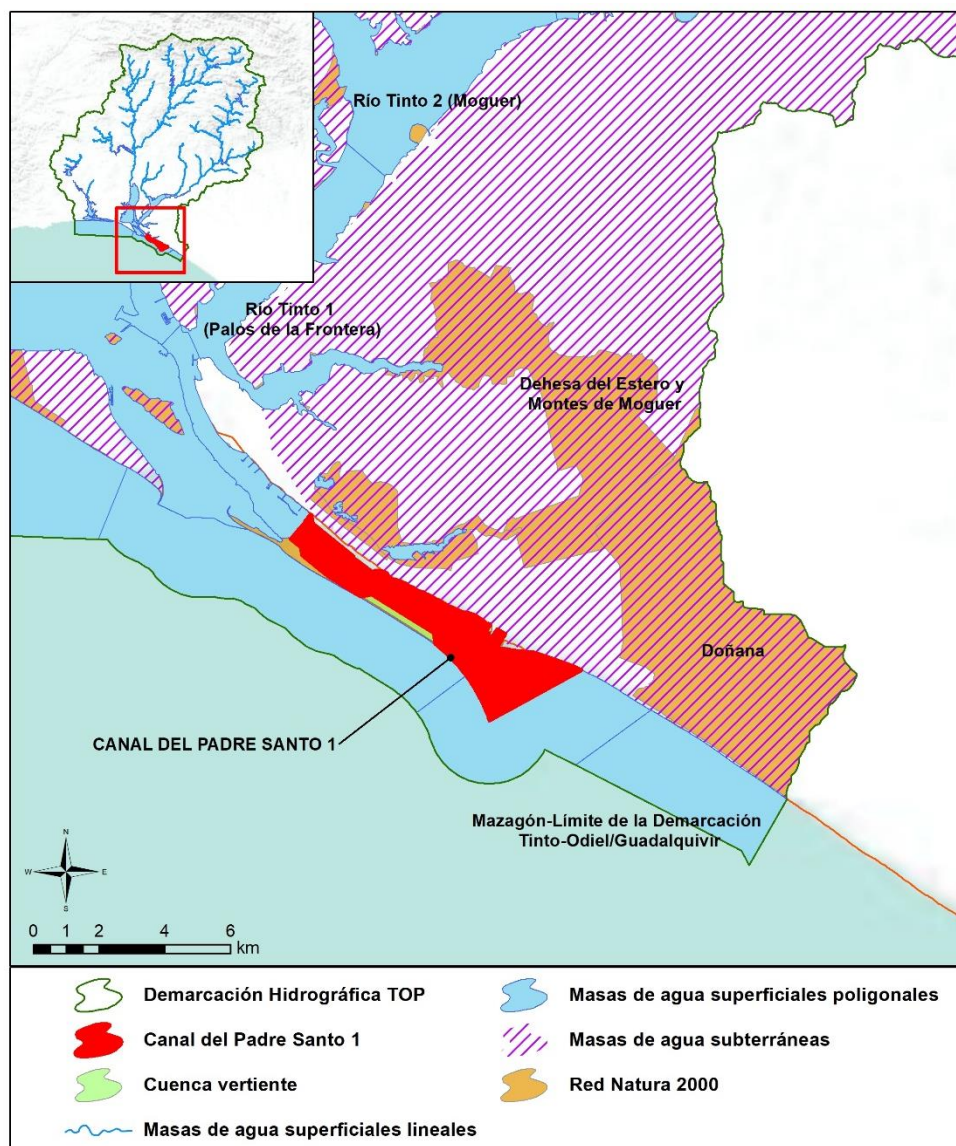 Río Tinto 2 (Moguer)
Río Tinto 1
(Palos de la Frontera)
Dehesa del Estero y
Montes de Moguer
Doñana
CANAL DEL PADRE SANTO 1
Mazagón-Límite de la Demarcación
Tinto-Odiel/Guadalquivir
N
W E
S
0 1 2 4 6
km
Demarcación Hidrográfica TOP
Masas de agua superficiales poligonales
Canal del Padre Santo 1
Masas de agua subterráneas
Cuenca vertiente
Red Natura 2000
Masas de agua superficiales lineales